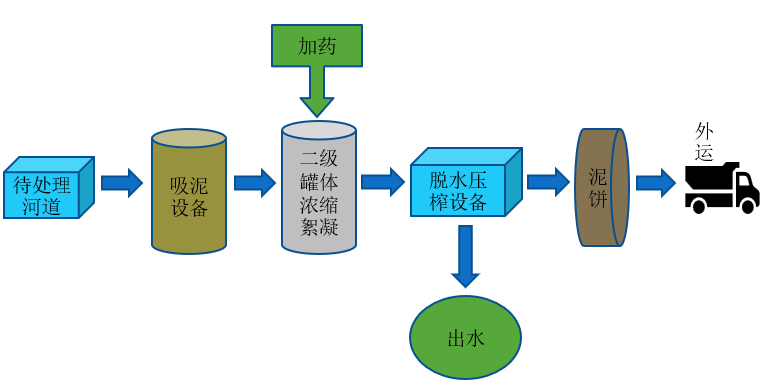 加药
待处理
河道
吸泥
设备
二级
罐体
浓缩
絮凝
脱水压
榨设备
泥
饼
外
运
出水